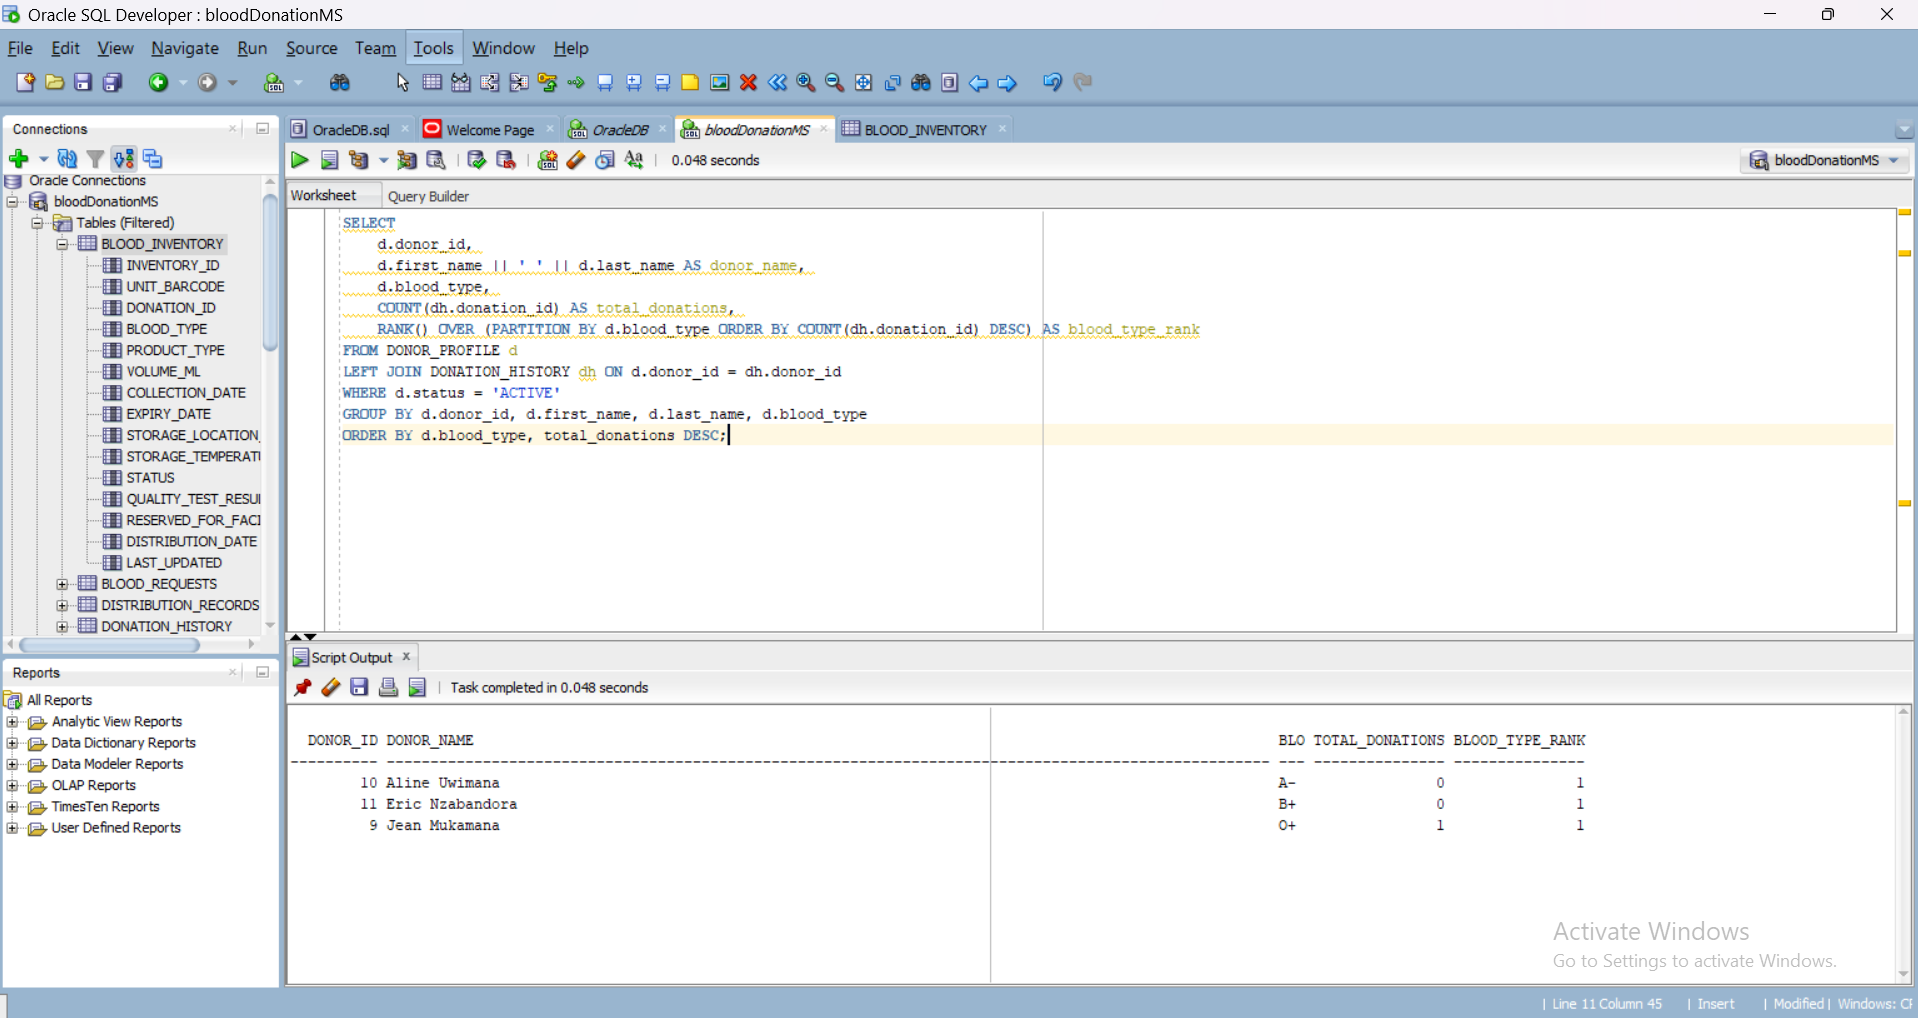 Oracle SQL Developer : bloodDonationMS
File Edit View Navigate Run Source Team Tools Window Help
Connections
Oracle Connections
bloodDonationMS
Tables (Filtered)
BLOOD_INVENTORY
INVENTORY_ID
UNIT_BARCODE
DONATION_ID
BLOOD_TYPE
PRODUCT_TYPE
VOLUME_ML
COLLECTION_DATE
EXPIRY_DATE
STORAGE_LOCATION
STORAGE_TEMPERAT
STATUS
QUALITY_TEST_RESU
RESERVED_FOR_FACI
DISTRIBUTION_DATE
LAST_UPDATED
BLOOD_REQUESTS
DISTRIBUTION_RECORDS
DONATION_HISTORY
Reports
All Reports
Analytic View Reports
Data Dictionary Reports
Data Modeler Reports
OLAP Reports
TimesTen Reports
User Defined Reports
OracleDB.sql Welcome Page OracleDB bloodDonationMS BLOOD_INVENTORY
0.048 seconds bloodDonationMS
Worksheet Query Builder
SELECT
d.donor_id,
d.first_name || ' ' || d.last_name AS donor_name,
d.blood_type,
COUNT(dh.donation_id) AS total_donations,
RANK() OVER (PARTITION BY d.blood_type ORDER BY COUNT(dh.donation_id) DESC) AS blood_type_rank
FROM DONOR_PROFILE d
LEFT JOIN DONATION_HISTORY dh ON d.donor_id = dh.donor_id
WHERE d.status = 'ACTIVE'
GROUP BY d.donor_id, d.first_name, d.last_name, d.blood_type
ORDER BY d.blood_type, total_donations DESC;
Script Output
Task completed in 0.048 seconds
DONOR_ID DONOR_NAME BLO TOTAL_DONATIONS BLOOD_TYPE_RANK
10 Aline Uwimana A- 0 1
11 Eric Nzabandora B+ 0 1
9 Jean Mukamana O+ 1 1
Activate Windows
Go to Settings to activate Windows.
Line 11 Column 45 | Insert | Modified | Windows: CR